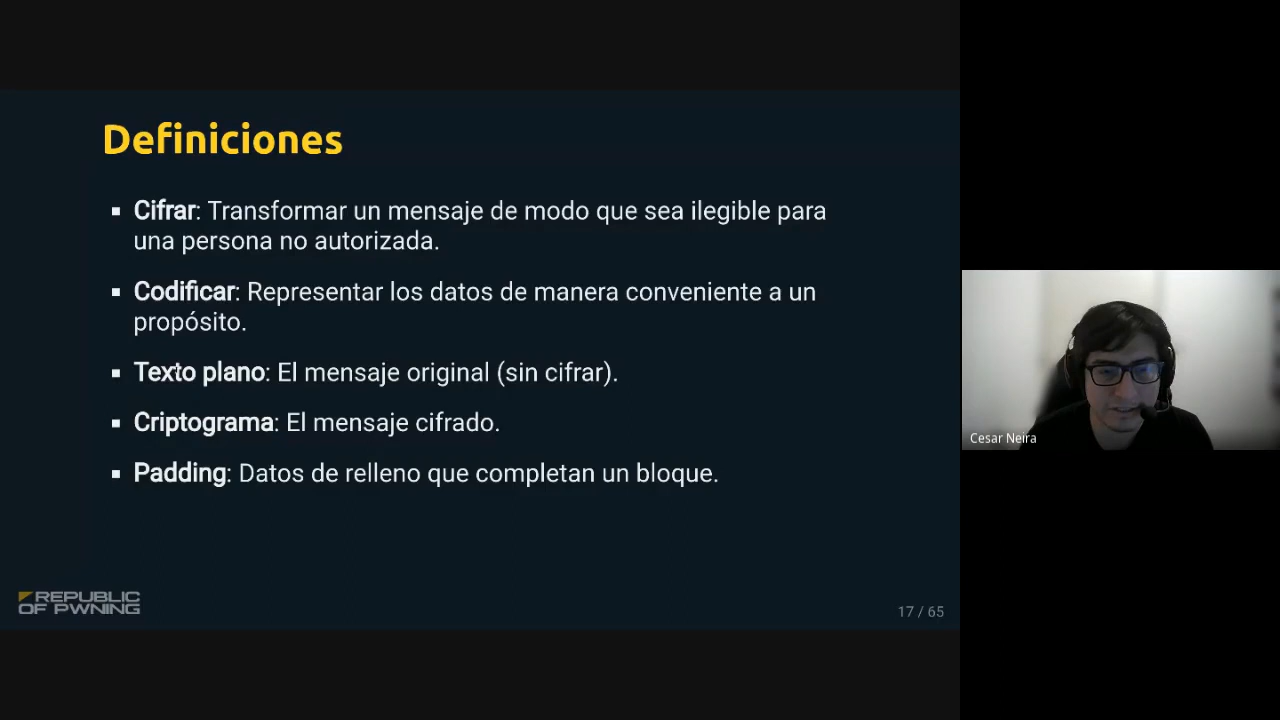 Definiciones
▪ Cifrar: Transformar un mensaje de modo que sea ilegible para
una persona no autorizada.
▪ Codificar: Representar los datos de manera conveniente a un
propósito.
▪ Texto plano: El mensaje original (sin cifrar).
▪ Criptograma: El mensaje cifrado.
▪ Padding: Datos de relleno que completan un bloque.
REPUBLIC
OF PWNING
17 / 65
Cesar Neira